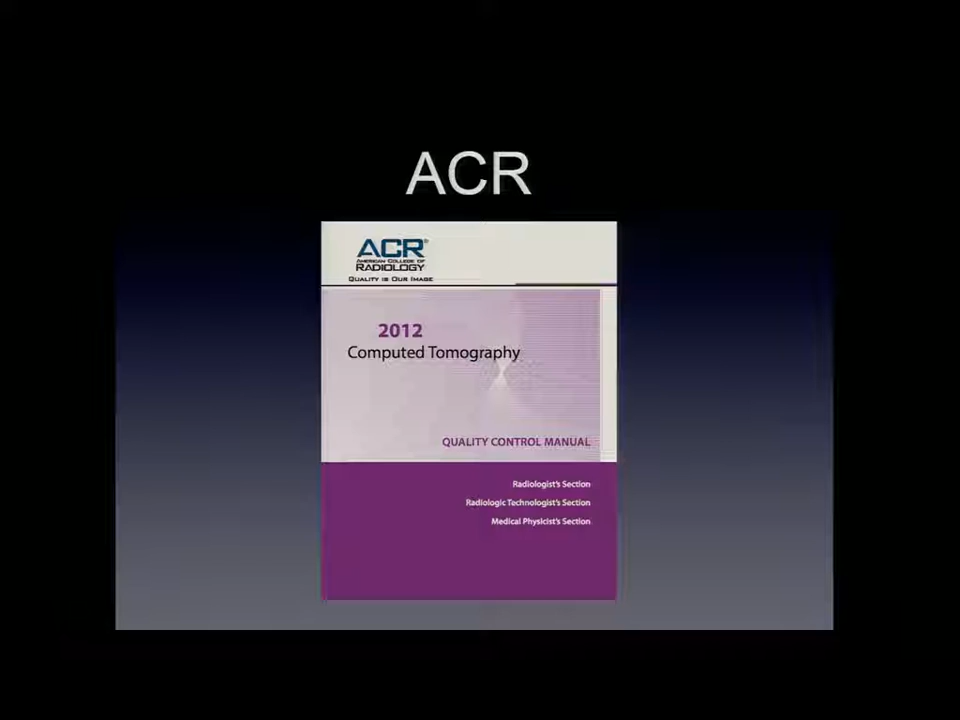 ACR
ACR®
AMERICAN COLLEGE OF
RADIOLOGY
QUALITY IS OUR IMAGE
2012
Computed Tomography
QUALITY CONTROL MANUAL
Radiologist's Section
Radiologic Technologist's Section
Medical Physicist's Section